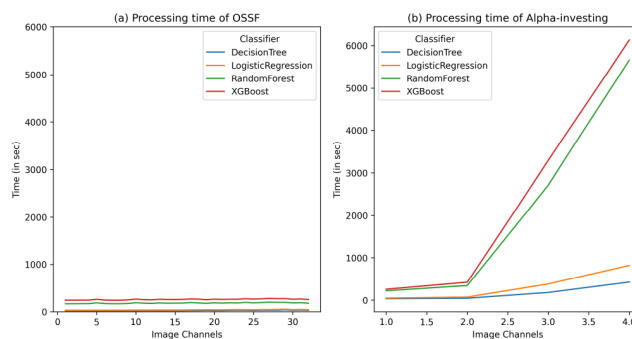 (a) Processing time of OSSF
Classifier
DecisionTree
LogisticRegression
RandomForest
XGBoost
6000
5000
4000
3000
2000
1000
0
Time (in sec)
0 5 10 15 20 25 30
Image Channels
(b) Processing time of Alpha-investing
Classifier
DecisionTree
LogisticRegression
RandomForest
XGBoost
6000
5000
4000
3000
2000
1000
0
Time (in sec)
1.0 1.5 2.0 2.5 3.0 3.5 4.0
Image Channels